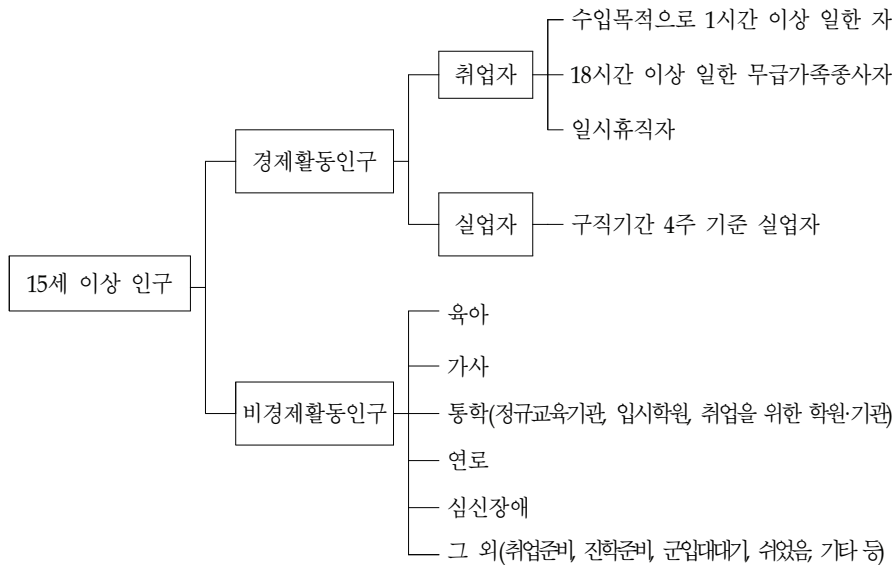 수입목적으로 1시간 이상 일한 자
취업자
18시간 이상 일한 무급가족종사자
일시휴직자
경제활동인구
실업자
구직기간 4주 기준 실업자
15세 이상 인구
육아
가사
비경제활동인구
통학(정규교육기관, 입시학원, 취업을 위한 학원·기관)
연로
심신장애
그 외(취업준비, 진학준비, 군입대대기, 쉬었음, 기타 등)